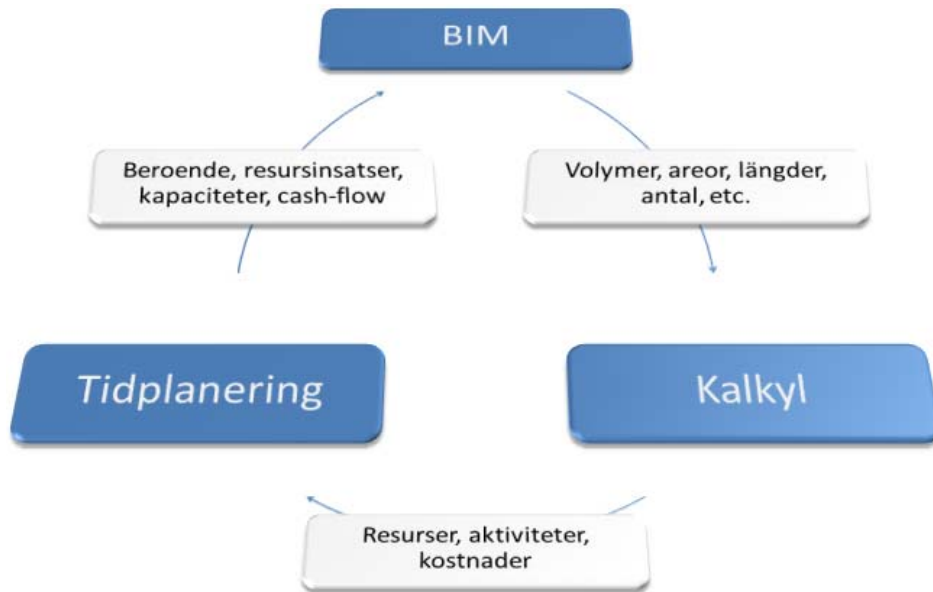 BIM
Beroende, resursinsatser,
kapaciteter, cash-flow
Volymer, areor, längder,
antal, etc.
Tidplanering
Kalkyl
Resurser, aktiviteter,
kostnader